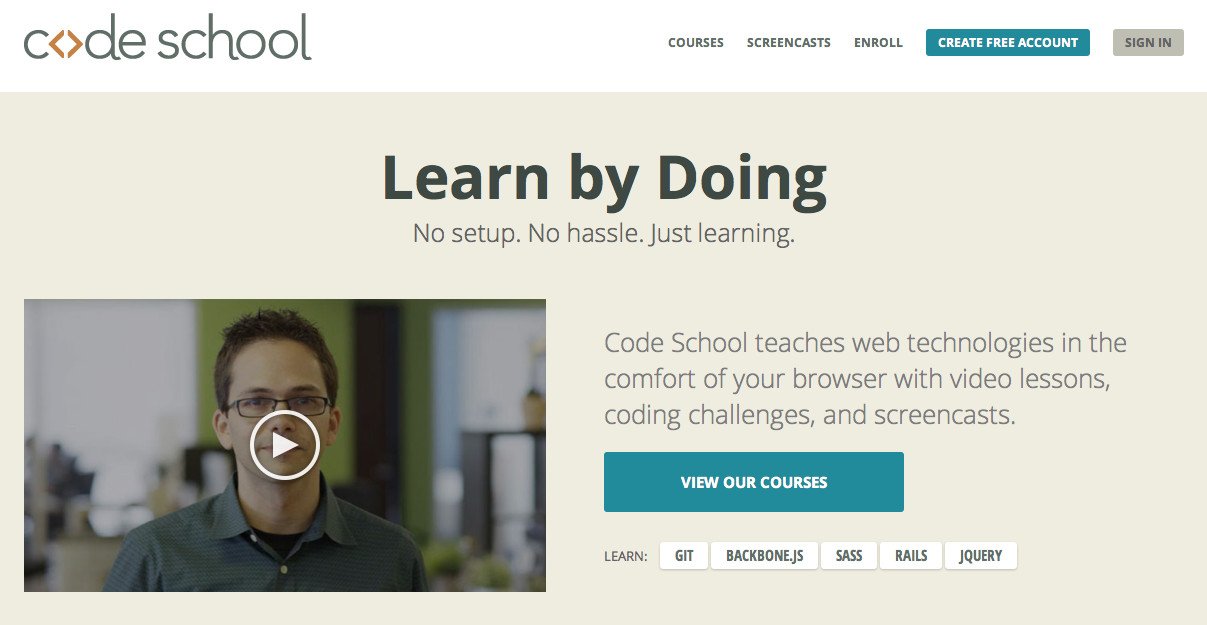 code school
COURSES SCREENCASTS ENROLL CREATE FREE ACCOUNT SIGN IN
Learn by Doing
No setup. No hassle. Just learning.
Code School teaches web technologies in the
comfort of your browser with video lessons,
coding challenges, and screencasts.
VIEW OUR COURSES
LEARN: GIT BACKBONE.JS SASS RAILS JQUERY